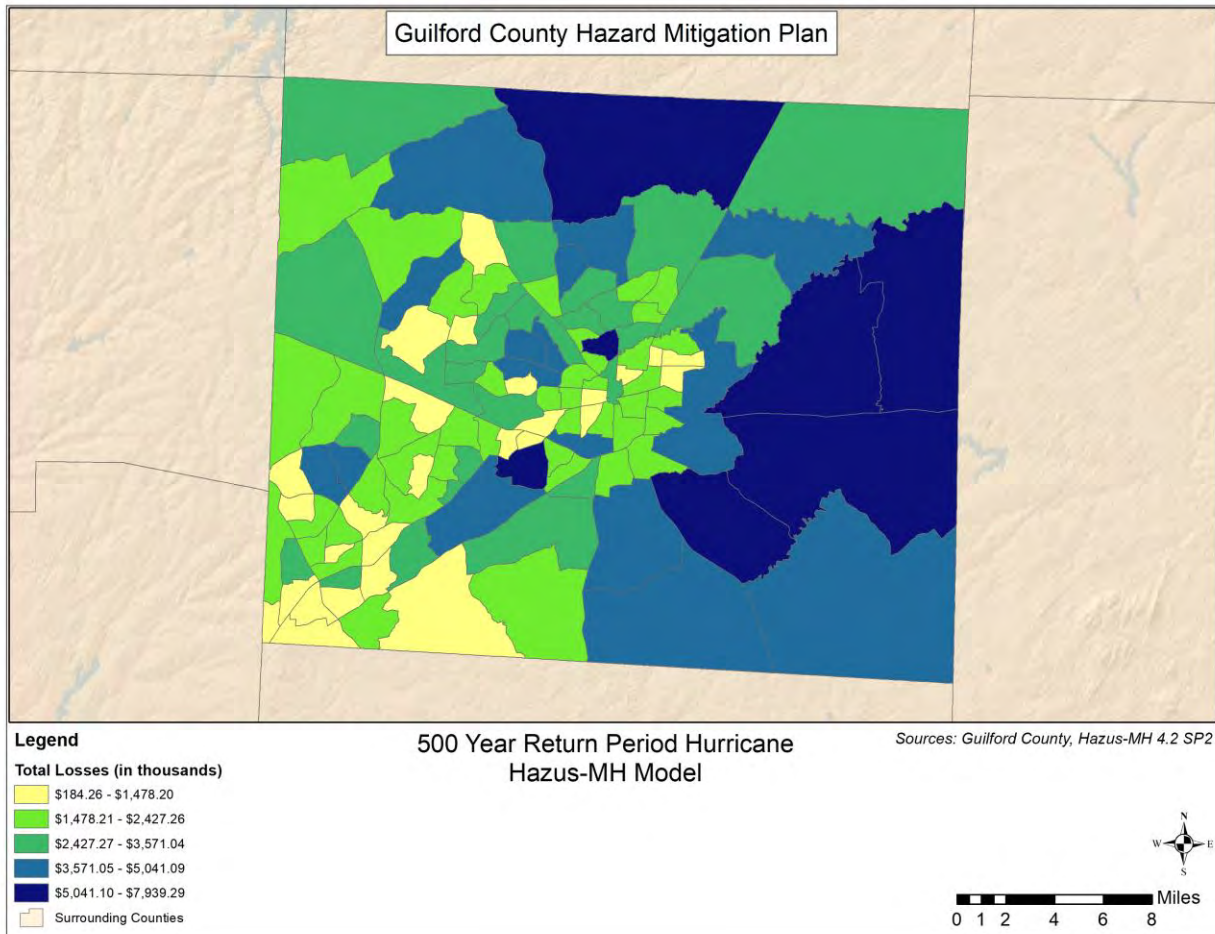 Guilford County Hazard Mitigation Plan
Legend
Total Losses (in thousands)
$184.26 - $1,478.20
$1,478.21 - $2,427.26
$2,427.27 - $3,571.04
$3,571.05 - $5,041.09
$5,041.10 - $7,939.29
Surrounding Counties
500 Year Return Period Hurricane
Hazus-MH Model
Sources: Guilford County, Hazus-MH 4.2 SP2
N
W E
S
Miles
0 1 2 4 6 8